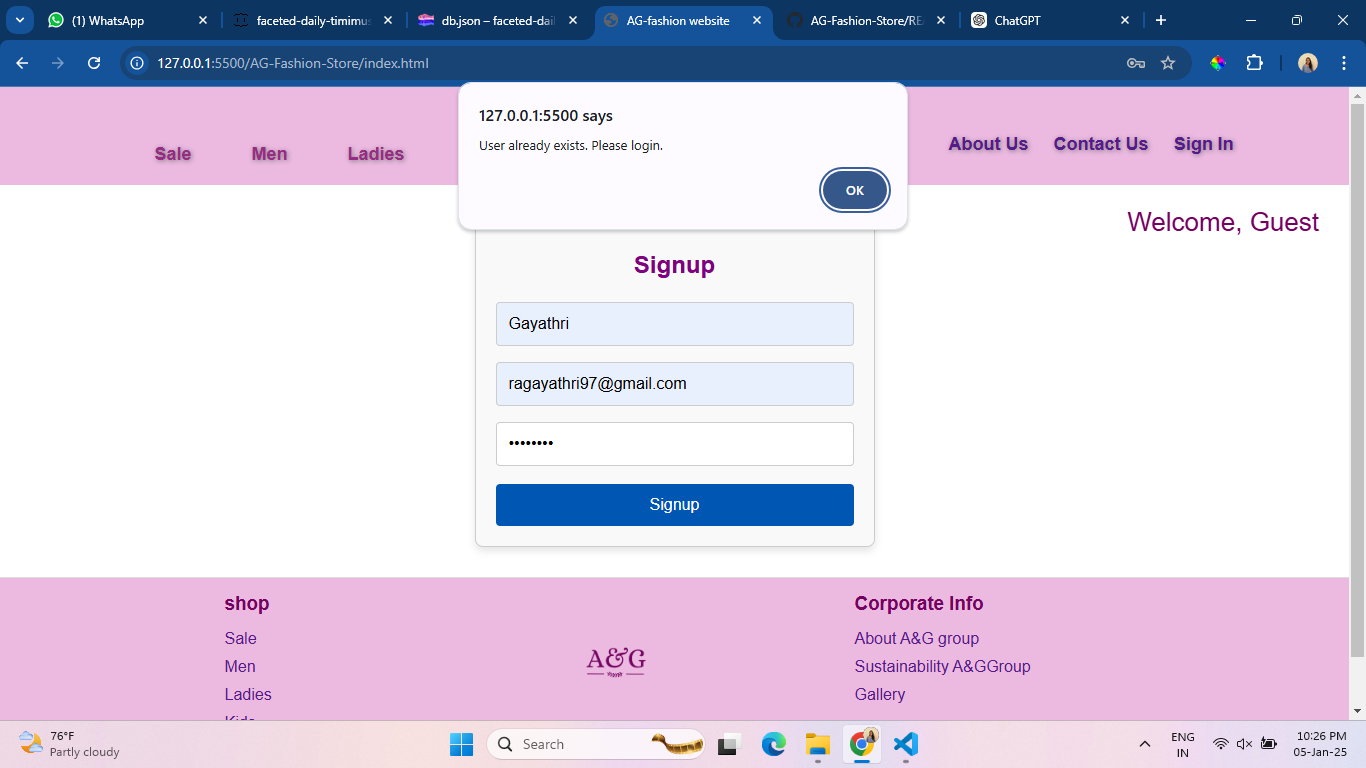 (1) WhatsApp
faceted-daily-timimus
db.json – faceted-dail
AG-fashion website
AG-Fashion-Store/REA
ChatGPT
127.0.0.1:5500/AG-Fashion-Store/index.html
127.0.0.1:5500 says
User already exists. Please login.
OK
Sale Men Ladies
About Us Contact Us Sign In
Welcome, Guest
Signup
Gayathri
ragayathri97@gmail.com
••••••••
Signup
shop
Sale
Men
Ladies
Kids
A&G
Corporate Info
About A&G group
Sustainability A&GGroup
Gallery
76°F
Partly cloudy
Search
ENG
IN
10:26 PM
05-Jan-25